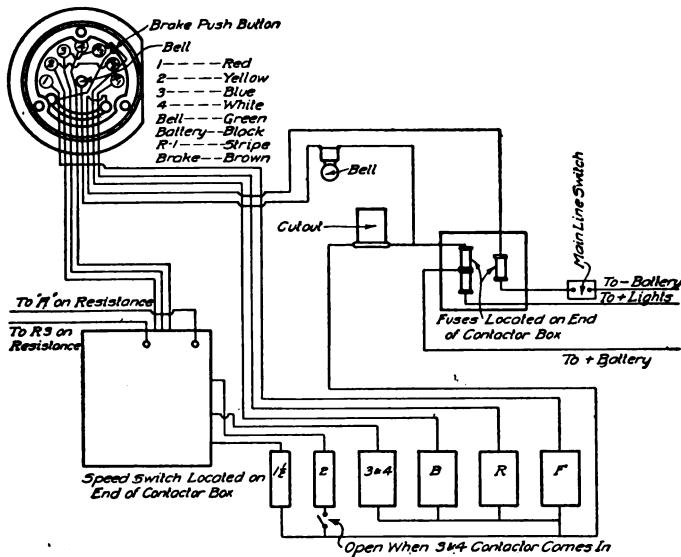 Brake Push Button
Bell
1----Red
2----Yellow
3----Blue
4----White
Bell---Green
Battery--Black
R-1----Stripe
Brake--Brown
Bell
Cutout
Main Line Switch
To-Battery
To+Lights
Fuses Located on End
of Contactor Box
To + Battery
To "A" on Resistance
To R3 on
Resistance
Speed Switch Located on
End of Contactor Box
1½
2
3&4
B
R
F
Open When 3&4 Contactor Comes In